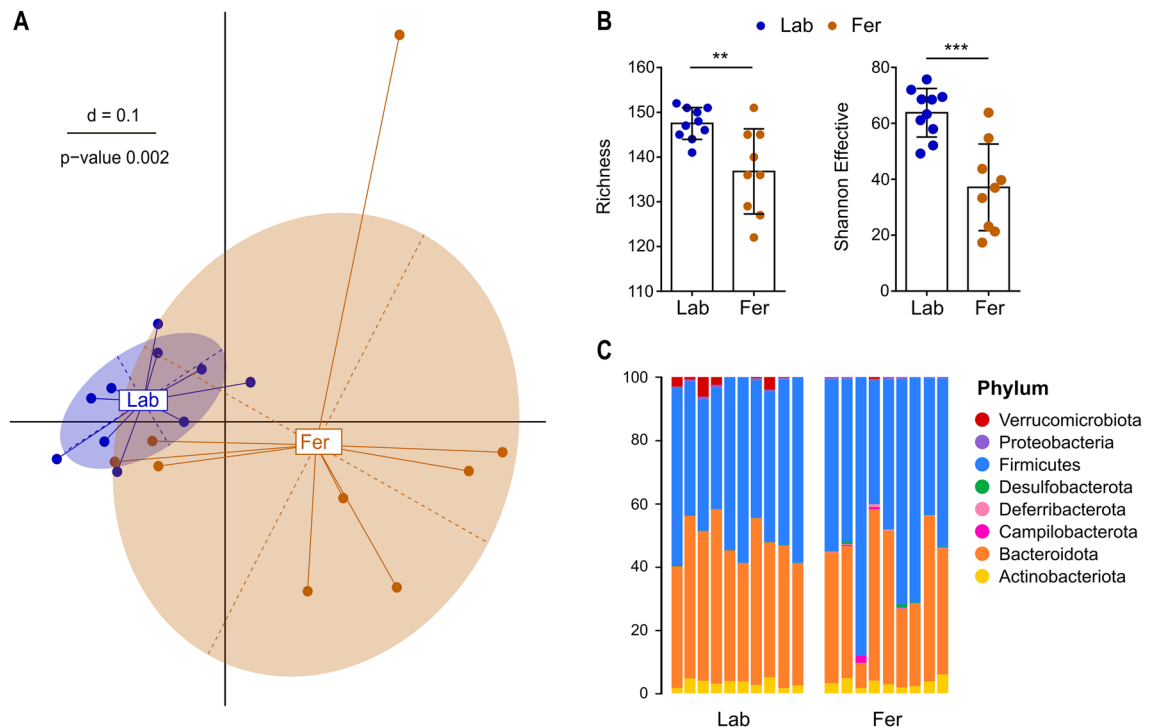 A
d = 0.1
p−value 0.002
Lab
Fer
B
Lab
Fer
**
160
150
140
130
120
110
Richness
Lab
Fer
***
80
60
40
20
0
Shannon Effective
Lab
Fer
C
100
80
60
40
20
0
Lab
Fer
Phylum
Verrucomicrobiota
Proteobacteria
Firmicutes
Desulfobacterota
Deferribacterota
Campilobacterota
Bacteroidota
Actinobacteriota